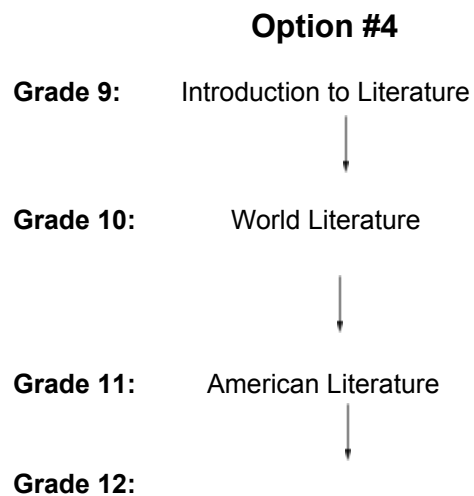 Option #4
Grade 9: Introduction to Literature
Grade 10: World Literature
Grade 11: American Literature
Grade 12: